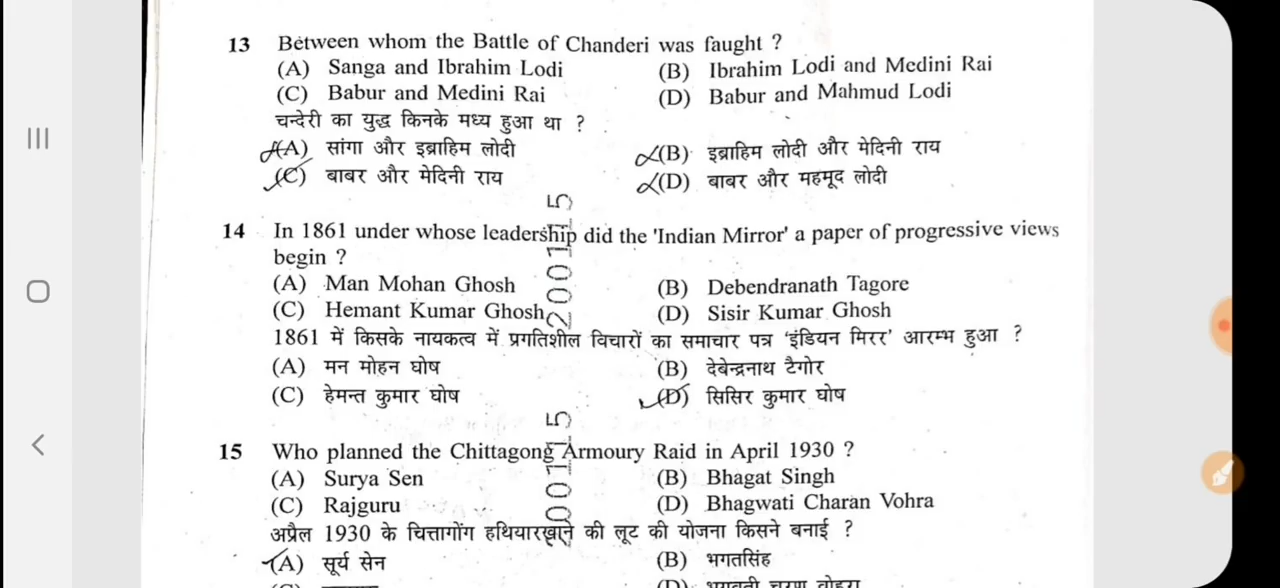 13 Between whom the Battle of Chanderi was faught ?
(A) Sanga and Ibrahim Lodi (B) Ibrahim Lodi and Medini Rai
(C) Babur and Medini Rai (D) Babur and Mahmud Lodi
चन्देरी का युद्ध किनके मध्य हुआ था ?
(A) सांगा और इब्राहिम लोदी (B) इब्राहिम लोदी और मेदिनी राय
(C) बाबर और मेदिनी राय (D) बाबर और महमूद लोदी
14 In 1861 under whose leadership did the 'Indian Mirror' a paper of progressive views
begin ?
(A) Man Mohan Ghosh (B) Debendranath Tagore
(C) Hemant Kumar Ghosh (D) Sisir Kumar Ghosh
1861 में किसके नायकत्व में प्रगतिशील विचारों का समाचार पत्र 'इंडियन मिरर' आरम्भ हुआ ?
(A) मन मोहन घोष (B) देबेन्द्रनाथ टैगोर
(C) हेमन्त कुमार घोष (D) सिसिर कुमार घोष
15 Who planned the Chittagong Armoury Raid in April 1930 ?
(A) Surya Sen (B) Bhagat Singh
(C) Rajguru (D) Bhagwati Charan Vohra
अप्रैल 1930 के चित्तागोंग हथियारखाने की लूट की योजना किसने बनाई ?
(A) सूर्य सेन (B) भगतसिंह
(D) भगवती चरण वोहरा
200115
00115